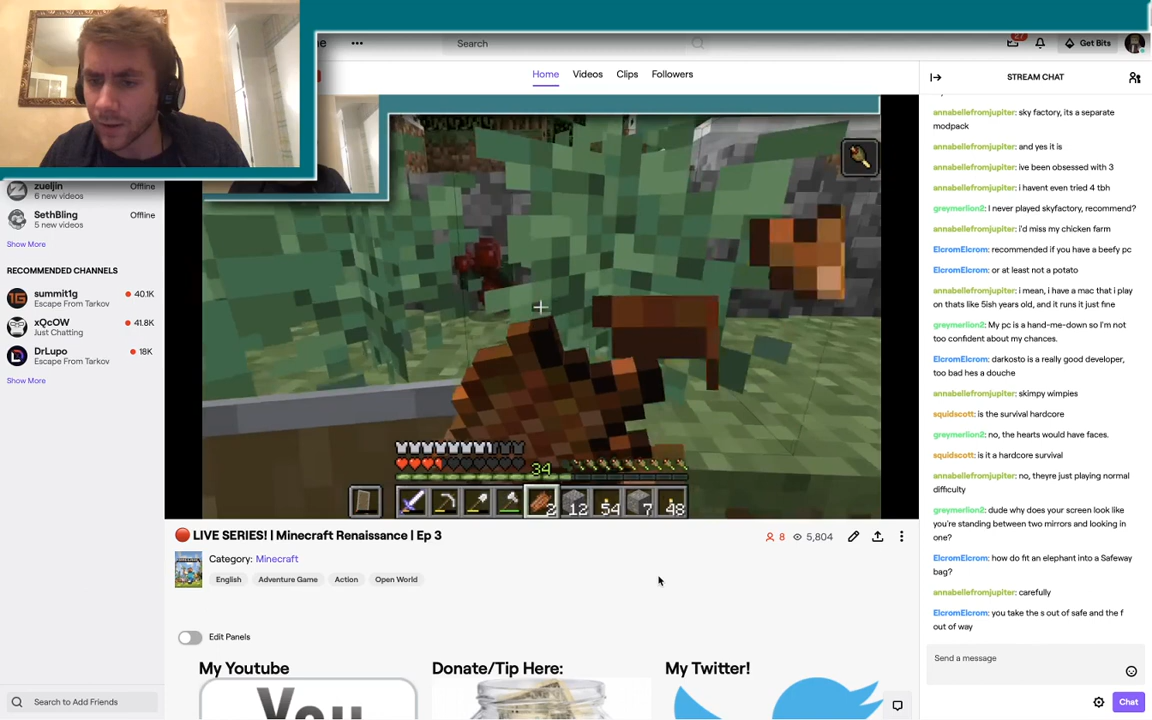 Search
27
Get Bits
Home Videos Clips Followers
STREAM CHAT
zueljin Offline
6 new videos
SethBling Offline
5 new videos
Show More
RECOMMENDED CHANNELS
summit1g 40.1K
Escape From Tarkov
xQcOW 41.8K
Just Chatting
DrLupo 18K
Escape From Tarkov
Show More
Search to Add Friends
34
2 12 54 7 48
LIVE SERIES! | Minecraft Renaissance | Ep 3
8 5,804
Category: Minecraft
English Adventure Game Action Open World
Edit Panels
My Youtube Donate/Tip Here: My Twitter!
You
annabellefromjupiter: sky factory, its a separate
modpack
annabellefromjupiter: and yes it is
annabellefromjupiter: ive been obsessed with 3
annabellefromjupiter: i havent even tried 4 tbh
greymerlion2: I never played skyfactory, recommend?
annabellefromjupiter: i'd miss my chicken farm
ElcromElcrom: recommended if you have a beefy pc
ElcromElcrom: or at least not a potato
annabellefromjupiter: i mean, i have a mac that i play
on thats like 5ish years old, and it runs it just fine
greymerlion2: My pc is a hand-me-down so I'm not
too confident about my chances.
ElcromElcrom: darkosto is a really good developer,
too bad hes a douche
annabellefromjupiter: skimpy wimpies
squidscott: is the survival hardcore
greymerlion2: no, the hearts would have faces.
squidscott: is it a hardcore survival
annabellefromjupiter: no, theyre just playing normal
difficulty
greymerlion2: dude why does your screen look like
you're standing between two mirrors and looking in
one?
ElcromElcrom: how do fit an elephant into a Safeway
bag?
annabellefromjupiter: carefully
ElcromElcrom: you take the s out of safe and the f
out of way
Send a message
Chat